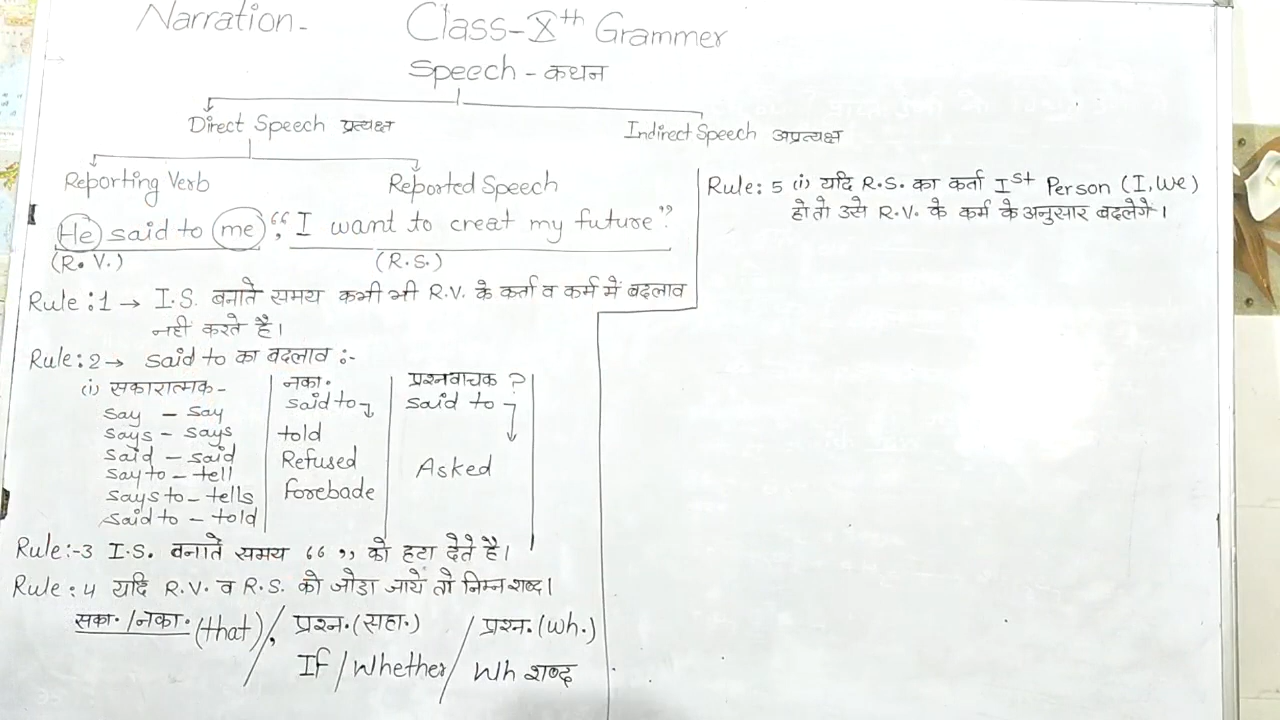 Narration-
Class-Xth Grammer
Speech - कथन
Direct Speech प्रत्यक्ष
Indirect Speech अप्रत्यक्ष
Reporting Verb
Reported Speech
He said to me “, I want to creat my future”.
(R.V.)
(R.S.)
Rule:1 → I.S. बनाते समय कभी भी R.V. के कर्ता व कर्म में बदलाव
नहीं करते है।
Rule:2 → said to का बदलाव :-
(i) सकारात्मक-
say - say
says - says
said - said
say to - tell
says to - tells
said to - told
नका.
said to
told
Refused
forebade
प्रश्नवाचक ?
said to
Asked
Rule:-3 I.S. बनाते समय “ ” को हटा देते है।
Rule:4 यदि R.V. व R.S. को जोडा जाये तो निम्न शब्द।
सका./नका. (that), / प्रश्न.(सहा.) / प्रश्न.(wh.)
If/Whether / Wh शब्द
Rule: 5 (i) यदि R.S. का कर्ता Ist Person (I, We)
हो तो उसे R.V. के कर्म के अनुसार बदलेगे।